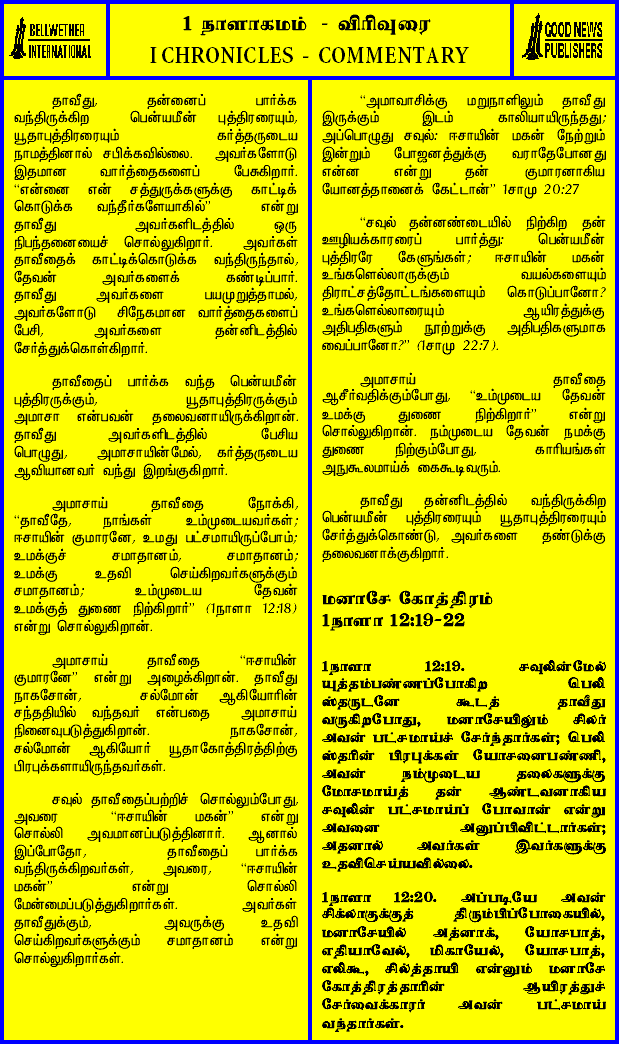 BELLWETHER
INTERNATIONAL
1 நாளாகமம் - விரிவுரை
I CHRONICLES - COMMENTARY
GOOD NEWS
PUBLISHERS
தாவீது, தன்னைப் பார்க்க
வந்திருக்கிற பென்யமீன் புத்திரரையும்,
யூதாபுத்திரரையும் கர்த்தருடைய
நாமத்தினால் சபிக்கவில்லை. அவர்களோடு
இதமான வார்த்தைகளைப் பேசுகிறார்.
“என்னை என் சத்துருக்களுக்கு காட்டிக்
கொடுக்க வந்தீர்களேயாகில்” என்று
தாவீது அவர்களிடத்தில் ஒரு
நிபந்தனையைச் சொல்லுகிறார். அவர்கள்
தாவீதைக் காட்டிக்கொடுக்க வந்திருந்தால்,
தேவன் அவர்களைக் கண்டிப்பார்.
தாவீது அவர்களை பயமுறுத்தாமல்,
அவர்களோடு சிநேகமான வார்த்தைகளைப்
பேசி, அவர்களை தன்னிடத்தில்
சேர்த்துக்கொள்கிறார்.
தாவீதைப் பார்க்க வந்த பென்யமீன்
புத்திரருக்கும், யூதாபுத்திரருக்கும்
அமாசா என்பவன் தலைவனாயிருக்கிறான்.
தாவீது அவர்களிடத்தில் பேசிய
பொழுது, அமாசாயின்மேல், கர்த்தருடைய
ஆவியானவர் வந்து இறங்குகிறார்.
அமாசாய் தாவீதை நோக்கி,
“தாவீதே, நாங்கள் உம்முடையவர்கள்;
ஈசாயின் குமாரனே, உமது பட்சமாயிருப்போம்;
உமக்குச் சமாதானம், சமாதானம்;
உமக்கு உதவி செய்கிறவர்களுக்கும்
சமாதானம்; உம்முடைய தேவன்
உமக்குத் துணை நிற்கிறார்” (1நாளா 12:18)
என்று சொல்லுகிறான்.
அமாசாய் தாவீதை “ஈசாயின்
குமாரனே” என்று அழைக்கிறான். தாவீது
நாகசோன், சல்மோன் ஆகியோரின்
சந்ததியில் வந்தவர் என்பதை அமாசாய்
நினைவுபடுத்துகிறான். நாகசோன்,
சல்மோன் ஆகியோர் யூதாகோத்திரத்திற்கு
பிரபுக்களாயிருந்தவர்கள்.
சவுல் தாவீதைப்பற்றிச் சொல்லும்போது,
அவரை “ஈசாயின் மகன்” என்று
சொல்லி அவமானப்படுத்தினார். ஆனால்
இப்போதோ, தாவீதைப் பார்க்க
வந்திருக்கிறவர்கள், அவரை, “ஈசாயின்
மகன்” என்று சொல்லி
மேன்மைப்படுத்துகிறார்கள். அவர்கள்
தாவீதுக்கும், அவருக்கு உதவி
செய்கிறவர்களுக்கும் சமாதானம் என்று
சொல்லுகிறார்கள்.
“அமாவாசிக்கு மறுநாளிலும் தாவீது
இருக்கும் இடம் காலியாயிருந்தது;
அப்பொழுது சவுல்: ஈசாயின் மகன் நேற்றும்
இன்றும் போஜனத்துக்கு வராதேபோனது
என்ன என்று தன் குமாரனாகிய
யோனத்தானைக் கேட்டான்” 1சாமு 20:27
“சவுல் தன்னண்டையில் நிற்கிற தன்
ஊழியக்காரரைப் பார்த்து: பென்யமீன்
புத்திரரே கேளுங்கள்; ஈசாயின் மகன்
உங்களெல்லாருக்கும் வயல்களையும்
திராட்சத்தோட்டங்களையும் கொடுப்பானோ?
உங்களெல்லாரையும் ஆயிரத்துக்கு
அதிபதிகளும் நூற்றுக்கு அதிபதிகளுமாக
வைப்பானோ?” (1சாமு 22:7).
அமாசாய் தாவீதை
ஆசீர்வதிக்கும்போது, “உம்முடைய தேவன்
உமக்கு துணை நிற்கிறார்” என்று
சொல்லுகிறான். நம்முடைய தேவன் நமக்கு
துணை நிற்கும்போது, காரியங்கள்
அநுகூலமாய்க் கைகூடிவரும்.
தாவீது தன்னிடத்தில் வந்திருக்கிற
பென்யமீன் புத்திரரையும் யூதாபுத்திரரையும்
சேர்த்துக்கொண்டு, அவர்களை தண்டுக்கு
தலைவனாக்குகிறார்.
மனாசே கோத்திரம்
1நாளா 12:19-22
1நாளா 12:19. சவுலின்மேல்
யுத்தம்பண்ணப்போகிற பெலி
ஸ்தருடனே கூடத் தாவீது
வருகிறபோது, மனாசேயிலும் சிலர்
அவன் பட்சமாய்ச் சேர்ந்தார்கள்; பெலி
ஸ்தரின் பிரபுக்கள் யோசனைபண்ணி,
அவன் நம்முடைய தலைகளுக்கு
மோசமாய்த் தன் ஆண்டவனாகிய
சவுலின் பட்சமாய்ப் போவான் என்று
அவனை அனுப்பிவிட்டார்கள்;
அதனால் அவர்கள் இவர்களுக்கு
உதவிசெய்யவில்லை.
1நாளா 12:20. அப்படியே அவன்
சிக்லாகுக்குத் திரும்பிப்போகையில்,
மனாசேயில் அத்னாக், யோசபாத்,
எதியாவேல், மிகாயேல், யோசபாத்,
எலிகூ, சில்த்தாயி என்னும் மனாசே
கோத்திரத்தாரின் ஆயிரத்துச்
சேர்வைக்காரர் அவன் பட்சமாய்
வந்தார்கள்.